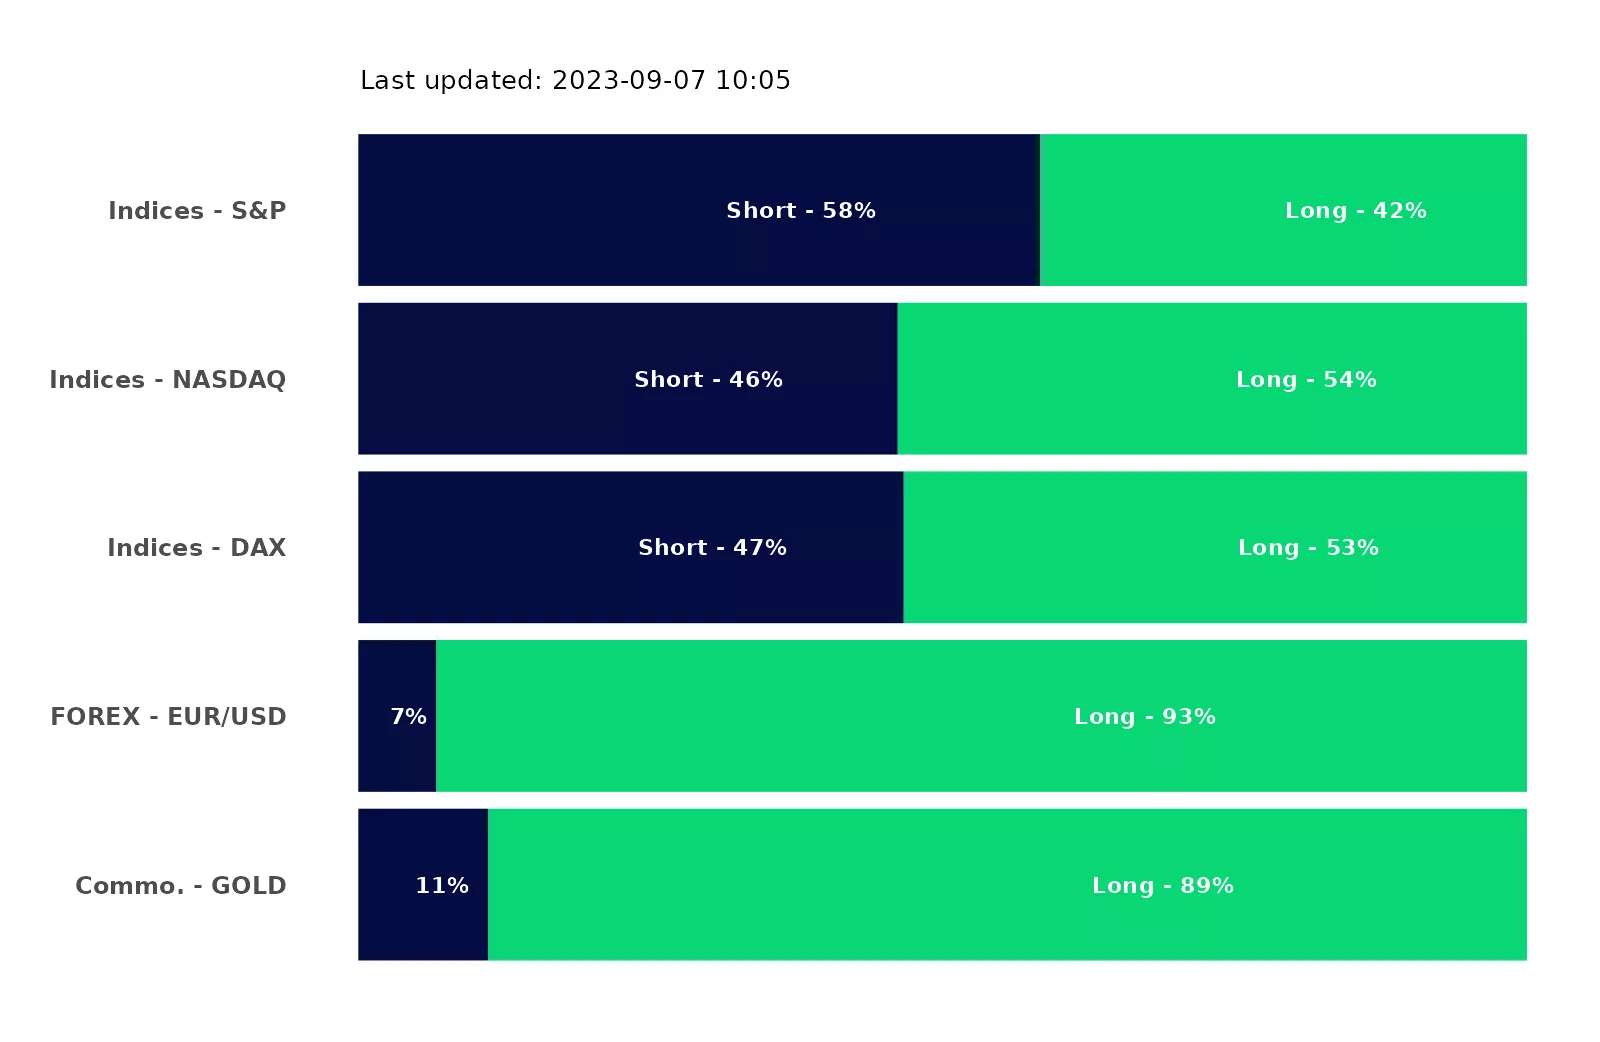 Last updated: 2023-09-07 10:05
Indices - S&P Short - 58% Long - 42%
Indices - NASDAQ Short - 46% Long - 54%
Indices - DAX Short - 47% Long - 53%
FOREX - EUR/USD 7% Long - 93%
Commo. - GOLD 11% Long - 89%